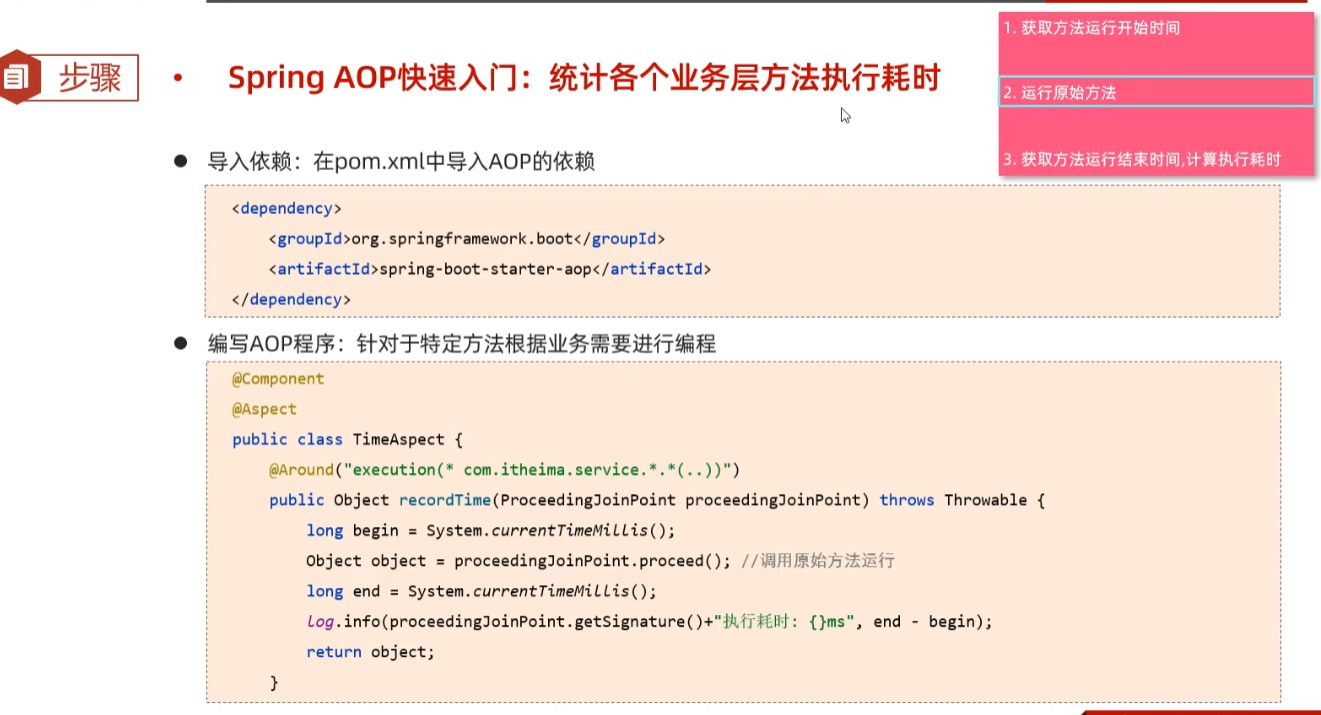 步骤
Spring AOP快速入门：统计各个业务层方法执行耗时
1. 获取方法运行开始时间
2. 运行原始方法
3. 获取方法运行结束时间,计算执行耗时
导入依赖：在pom.xml中导入AOP的依赖
<dependency>
    <groupId>org.springframework.boot</groupId>
    <artifactId>spring-boot-starter-aop</artifactId>
</dependency>
编写AOP程序：针对于特定方法根据业务需要进行编程
@Component
@Aspect
public class TimeAspect {
    @Around("execution(* com.itheima.service.*.*(..))")
    public Object recordTime(ProceedingJoinPoint proceedingJoinPoint) throws Throwable {
        long begin = System.currentTimeMillis();
        Object object = proceedingJoinPoint.proceed(); //调用原始方法运行
        long end = System.currentTimeMillis();
        log.info(proceedingJoinPoint.getSignature()+"执行耗时: {}ms", end - begin);
        return object;
    }